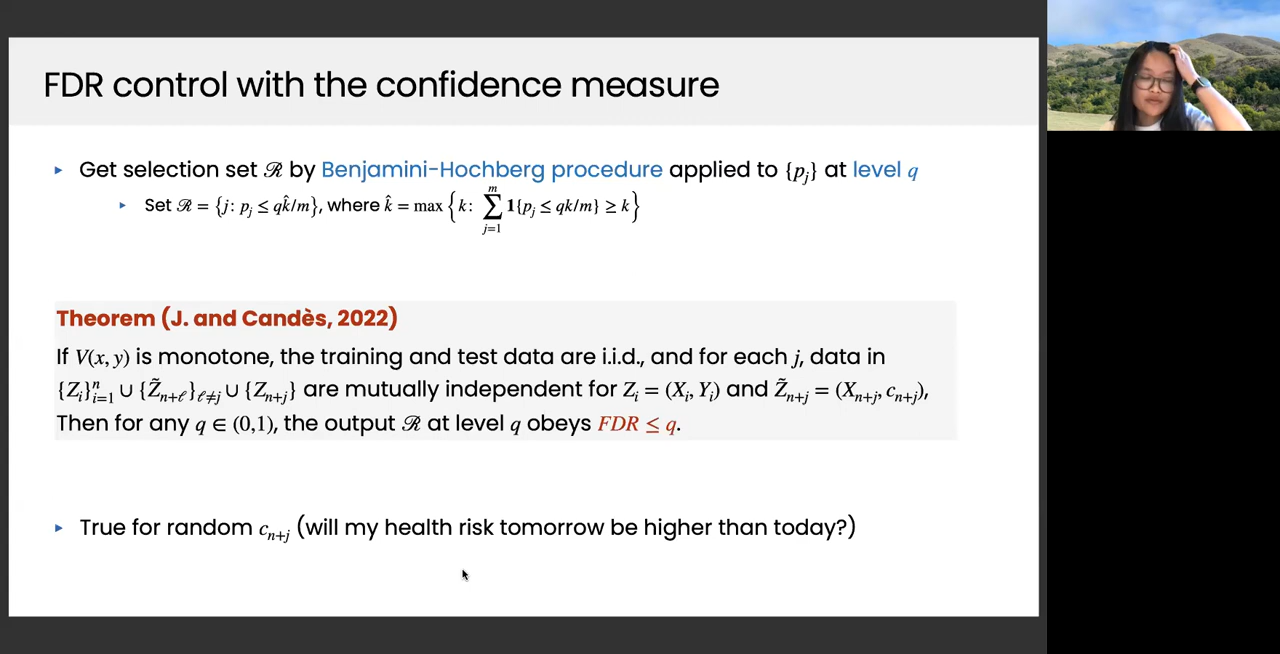 FDR control with the confidence measure
▸ Get selection set ℛ by Benjamini-Hochberg procedure applied to {p_j} at level q
▸ Set ℛ = {j: p_j ≤ qk̂/m}, where k̂ = max {k: ∑_{j=1}^{m} 1{p_j ≤ qk/m} ≥ k}
Theorem (J. and Candès, 2022)
If V(x, y) is monotone, the training and test data are i.i.d., and for each j, data in
{Z_i}_{i=1}^{n} ∪ {Z̃_{n+ℓ}}_{ℓ≠j} ∪ {Z_{n+j}} are mutually independent for Z_i = (X_i, Y_i) and Z̃_{n+j} = (X_{n+j}, c_{n+j}),
Then for any q ∈ (0,1), the output ℛ at level q obeys FDR ≤ q.
▸ True for random c_{n+j} (will my health risk tomorrow be higher than today?)